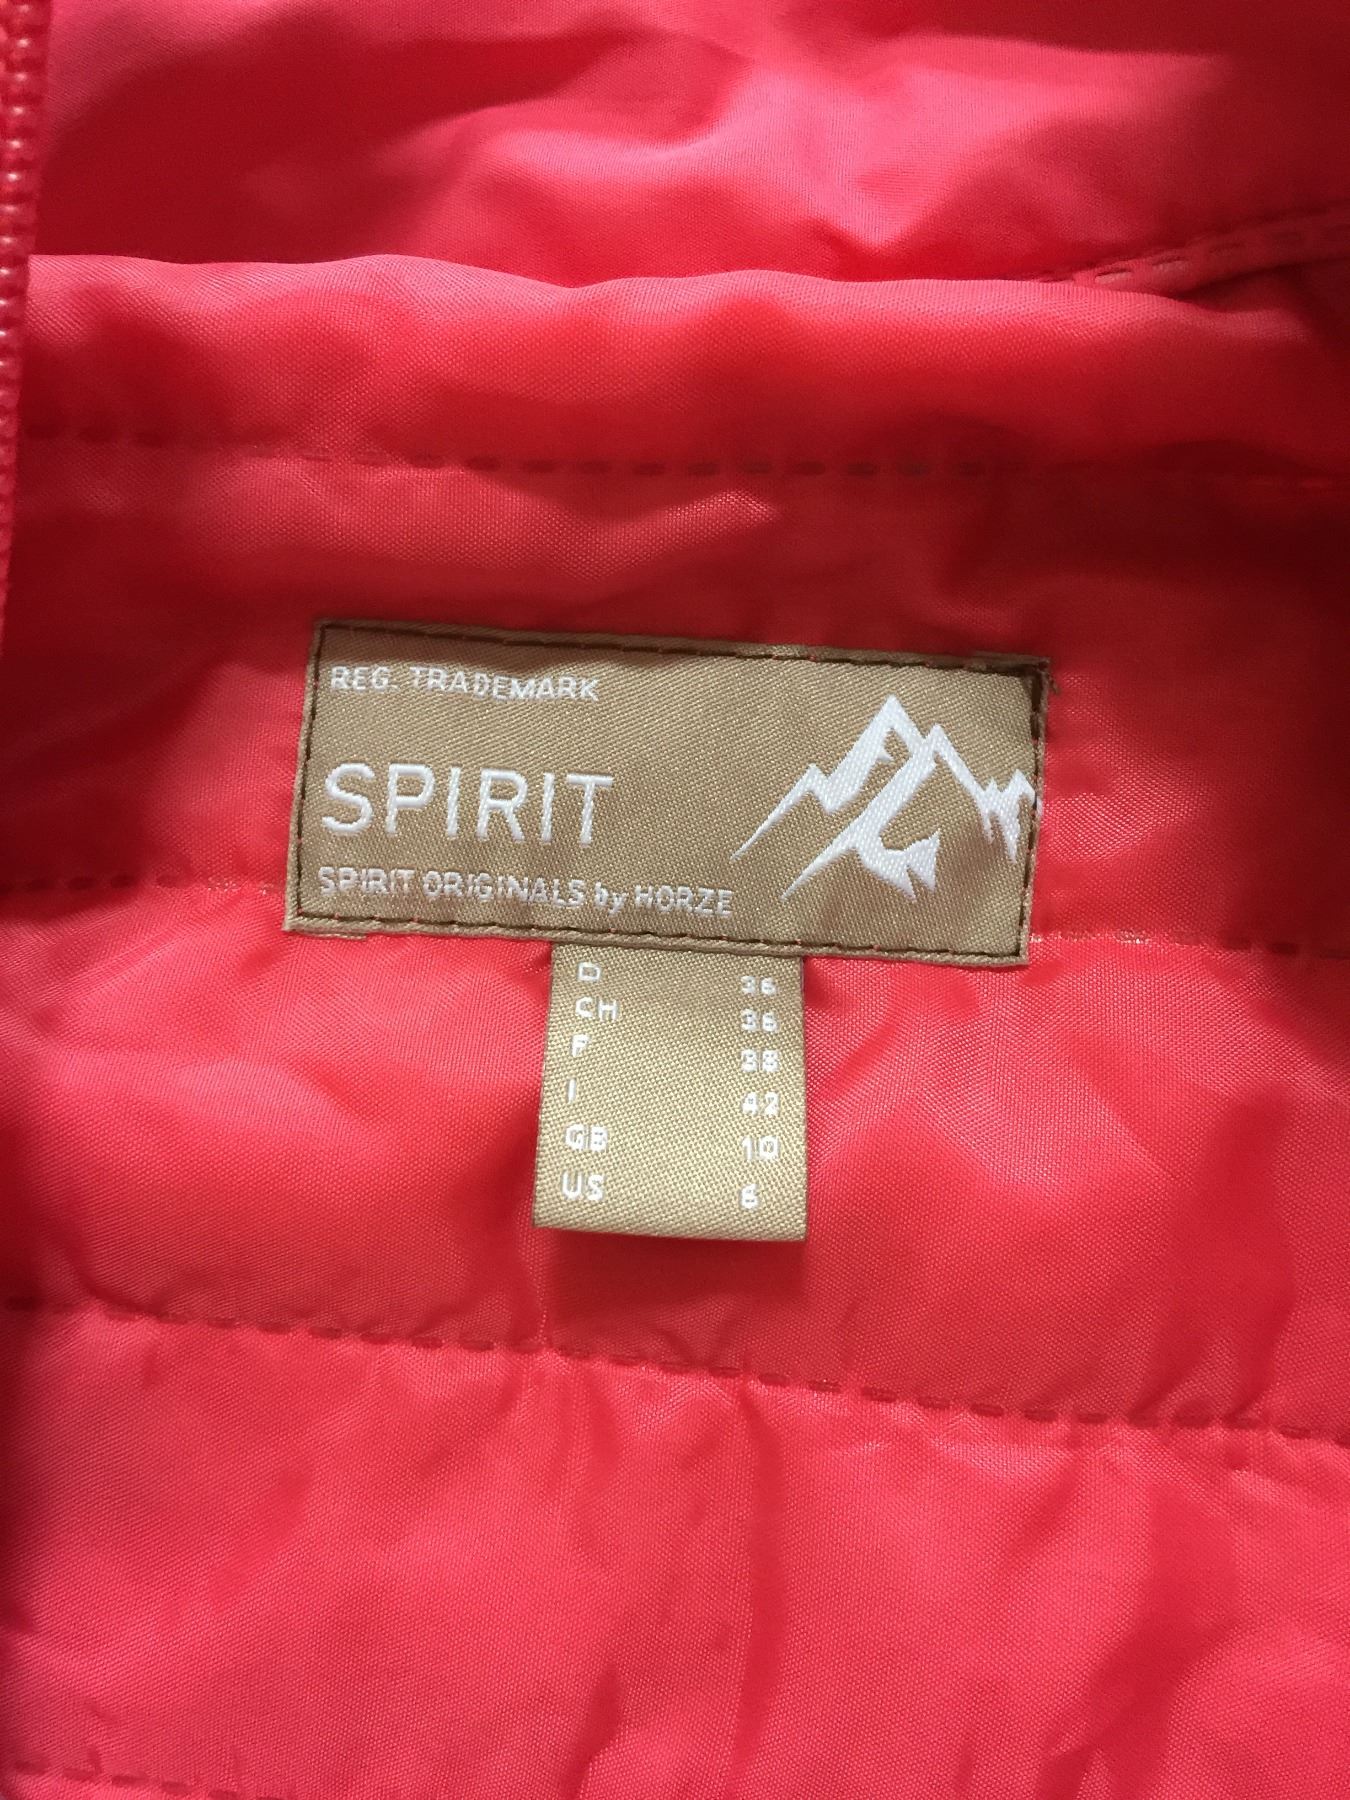 REG. TRADEMARK
SPIRIT
SPIRIT ORIGINALS by HORZE
D 36
CH 36
F 38
I 42
GB 10
US 6